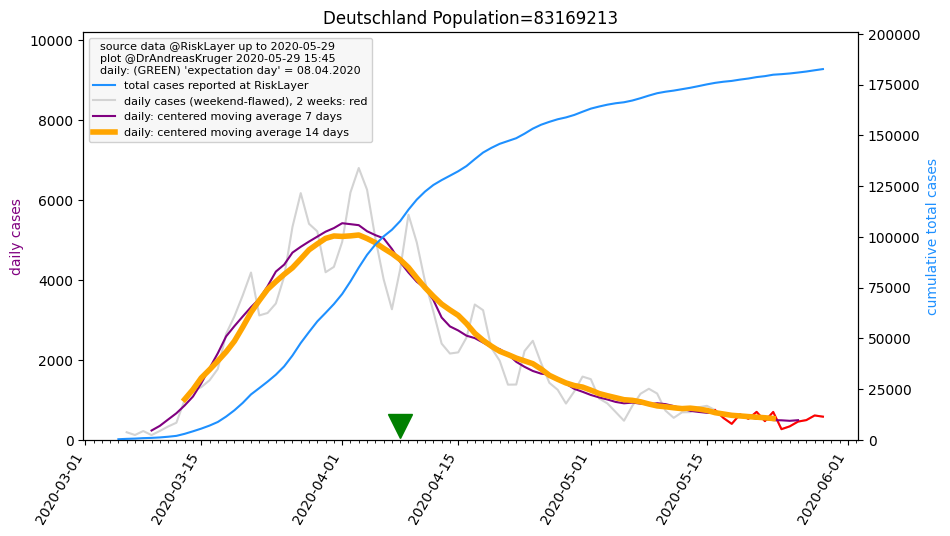 Deutschland Population=83169213
source data @RiskLayer up to 2020-05-29
plot @DrAndreasKruger 2020-05-29 15:45
daily: (GREEN) 'expectation day' = 08.04.2020
total cases reported at RiskLayer
daily cases (weekend-flawed), 2 weeks: red
daily: centered moving average 7 days
daily: centered moving average 14 days
daily cases
10000
8000
6000
4000
2000
0
cumulative total cases
200000
175000
150000
125000
100000
75000
50000
25000
0
2020-03-01
2020-03-15
2020-04-01
2020-04-15
2020-05-01
2020-05-15
2020-06-01